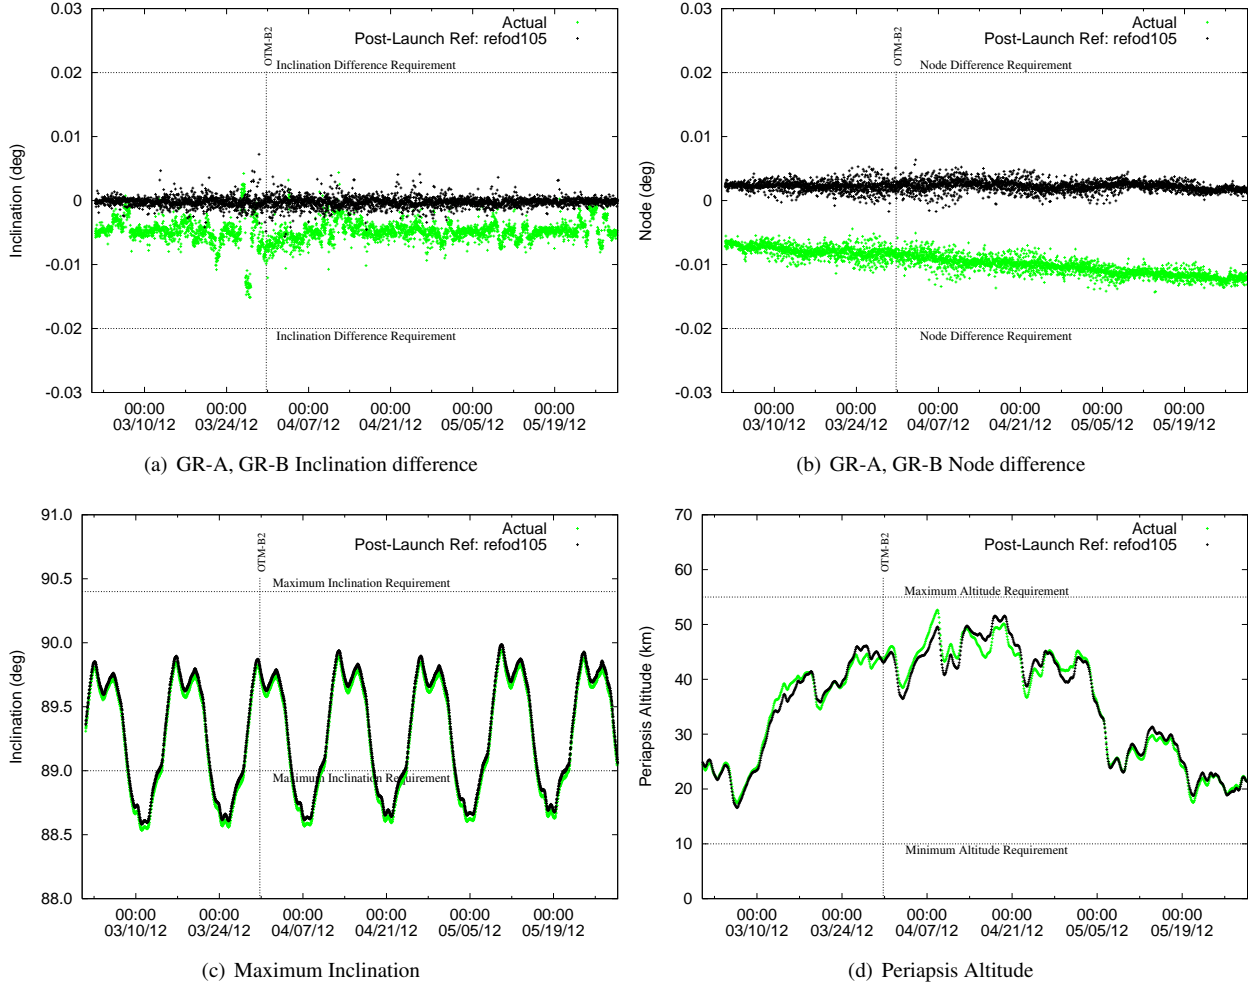 0.03
0.02
0.01
0
-0.01
-0.02
-0.03
Inclination (deg)
Actual
Post-Launch Ref: refod105
OTM-B2
Inclination Difference Requirement
Inclination Difference Requirement
00:00 00:00 00:00 00:00 00:00 00:00
03/10/12 03/24/12 04/07/12 04/21/12 05/05/12 05/19/12
(a) GR-A, GR-B Inclination difference
0.03
0.02
0.01
0
-0.01
-0.02
-0.03
Node (deg)
Actual
Post-Launch Ref: refod105
OTM-B2
Node Difference Requirement
Node Difference Requirement
00:00 00:00 00:00 00:00 00:00 00:00
03/10/12 03/24/12 04/07/12 04/21/12 05/05/12 05/19/12
(b) GR-A, GR-B Node difference
91.0
90.5
90.0
89.5
89.0
88.5
88.0
Inclination (deg)
Actual
Post-Launch Ref: refod105
OTM-B2
Maximum Inclination Requirement
Maximum Inclination Requirement
00:00 00:00 00:00 00:00 00:00 00:00
03/10/12 03/24/12 04/07/12 04/21/12 05/05/12 05/19/12
(c) Maximum Inclination
70
60
50
40
30
20
10
0
Periapsis Altitude (km)
Actual
Post-Launch Ref: refod105
OTM-B2
Maximum Altitude Requirement
Minimum Altitude Requirement
00:00 00:00 00:00 00:00 00:00 00:00
03/10/12 03/24/12 04/07/12 04/21/12 05/05/12 05/19/12
(d) Periapsis Altitude